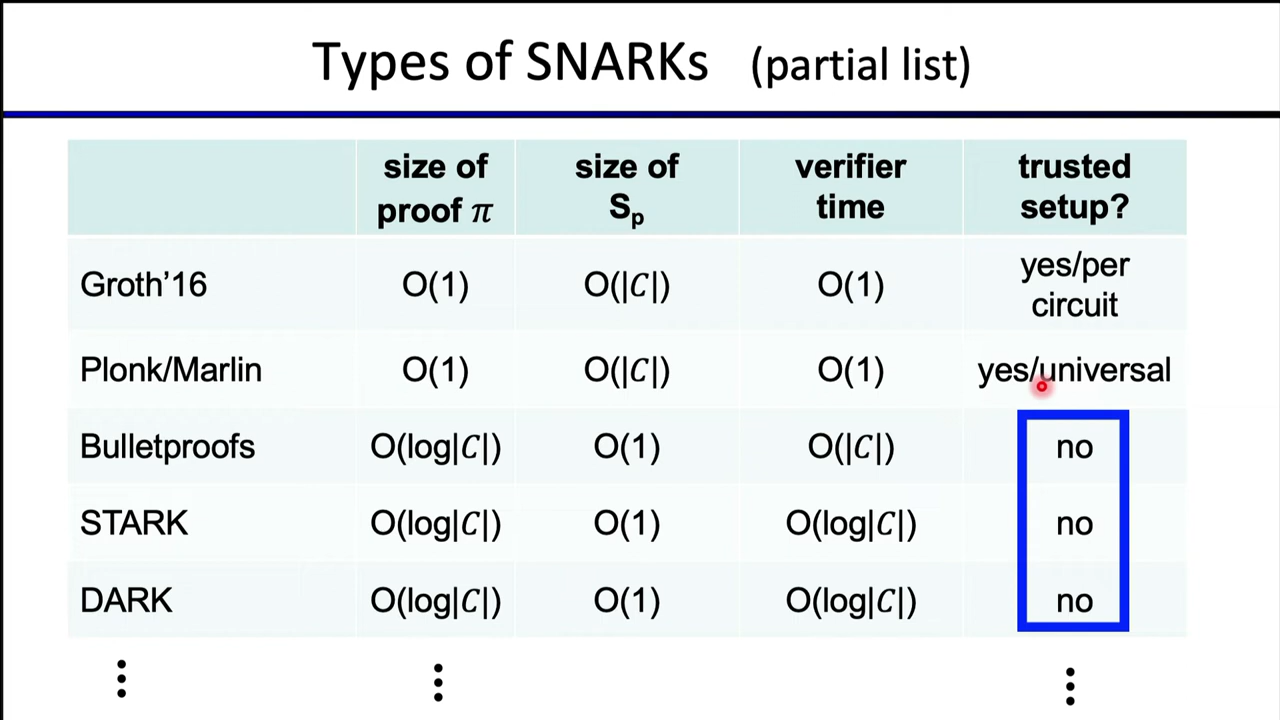 Types of SNARKs (partial list)
size of proof π
size of Sₚ
verifier time
trusted setup?
Groth’16 O(1) O(|C|) O(1) yes/per circuit
Plonk/Marlin O(1) O(|C|) O(1) yes/universal
Bulletproofs O(log|C|) O(1) O(|C|) no
STARK O(log|C|) O(1) O(log|C|) no
DARK O(log|C|) O(1) O(log|C|) no